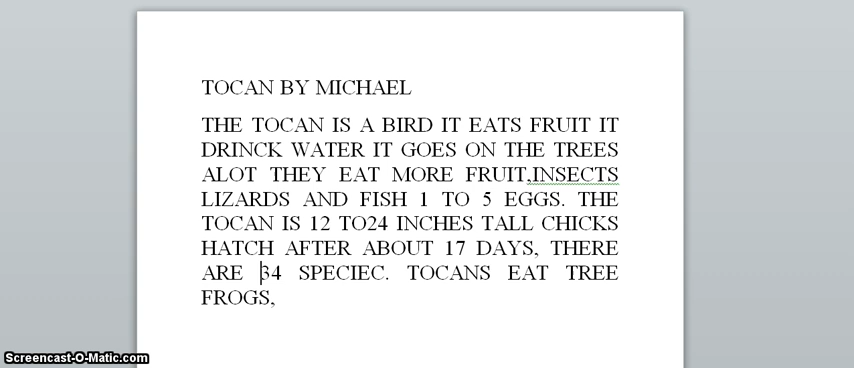 TOCAN BY MICHAEL
THE TOCAN IS A BIRD IT EATS FRUIT IT
DRINCK WATER IT GOES ON THE TREES
ALOT THEY EAT MORE FRUIT,INSECTS
LIZARDS AND FISH 1 TO 5 EGGS. THE
TOCAN IS 12 TO24 INCHES TALL CHICKS
HATCH AFTER ABOUT 17 DAYS, THERE
ARE 34 SPECIEC. TOCANS EAT TREE
FROGS,
Screencast-O-Matic.com